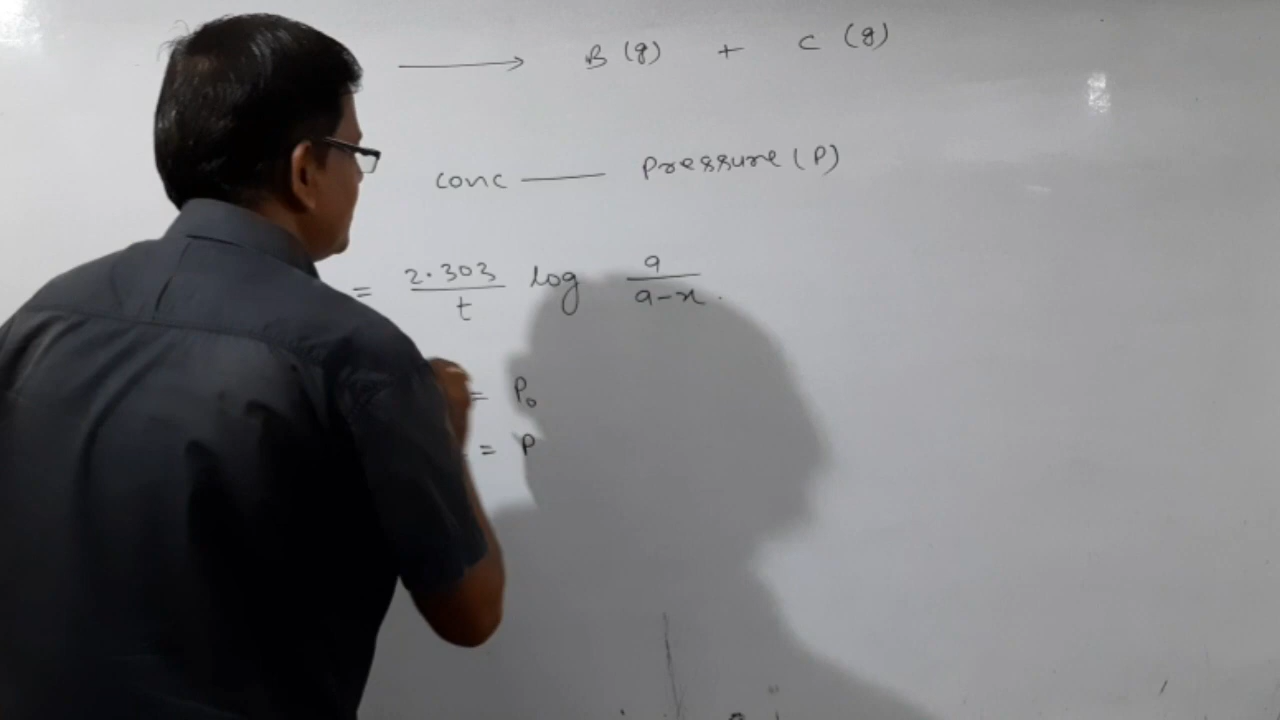 ⟶ B (g) + C (g)
conc — Pressure (P)
= 2.303/t log a/a-x.
= P₀
= P